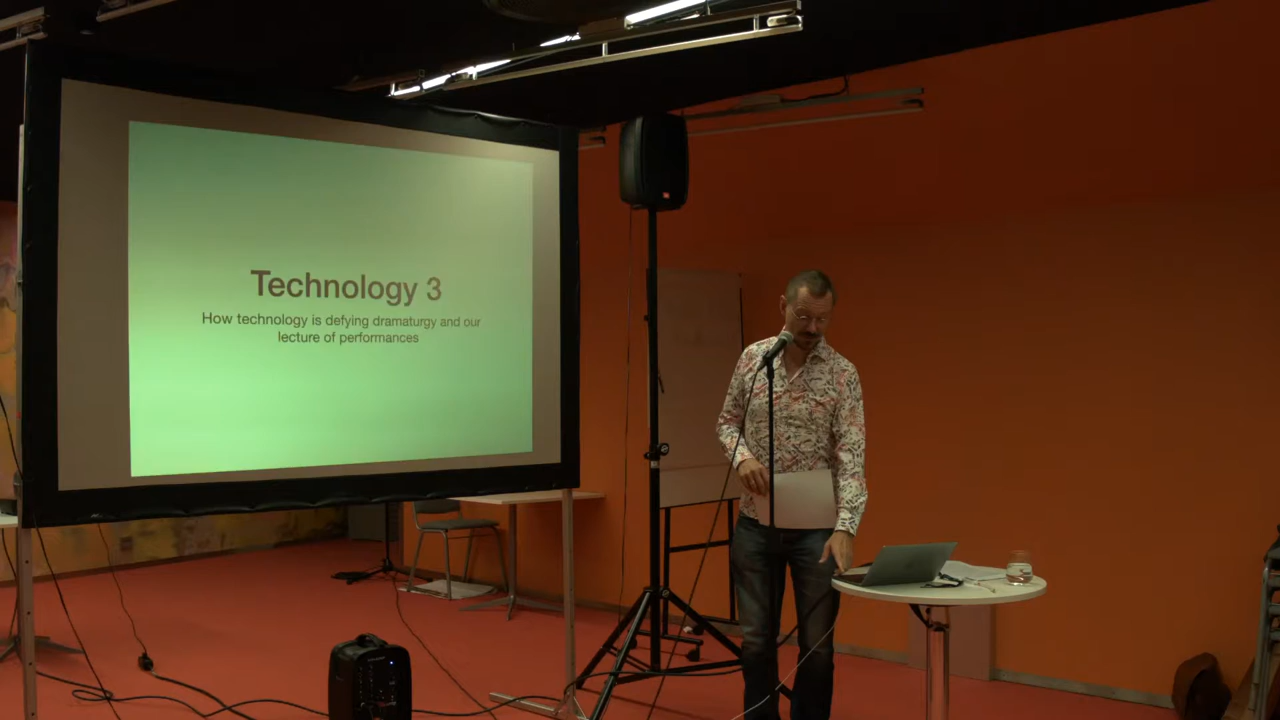 Technology 3
How technology is defying dramaturgy and our
lecture of performances